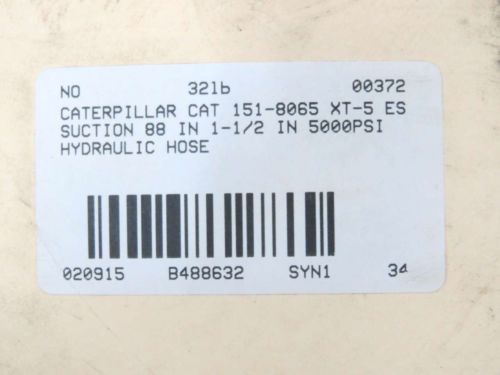 NO 32lb 00372
CATERPILLAR CAT 151-8065 XT-5 ES
SUCTION 88 IN 1-1/2 IN 5000PSI
HYDRAULIC HOSE
020915 B488632 SYN1 34